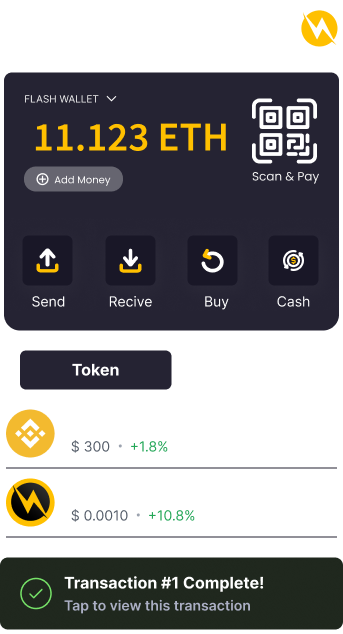 FLASH WALLET
11.123 ETH
Add Money
Scan & Pay
Send Recive Buy Cash
Token
$ 300 • +1.8%
$ 0.0010 • +10.8%
Transaction #1 Complete!
Tap to view this transaction